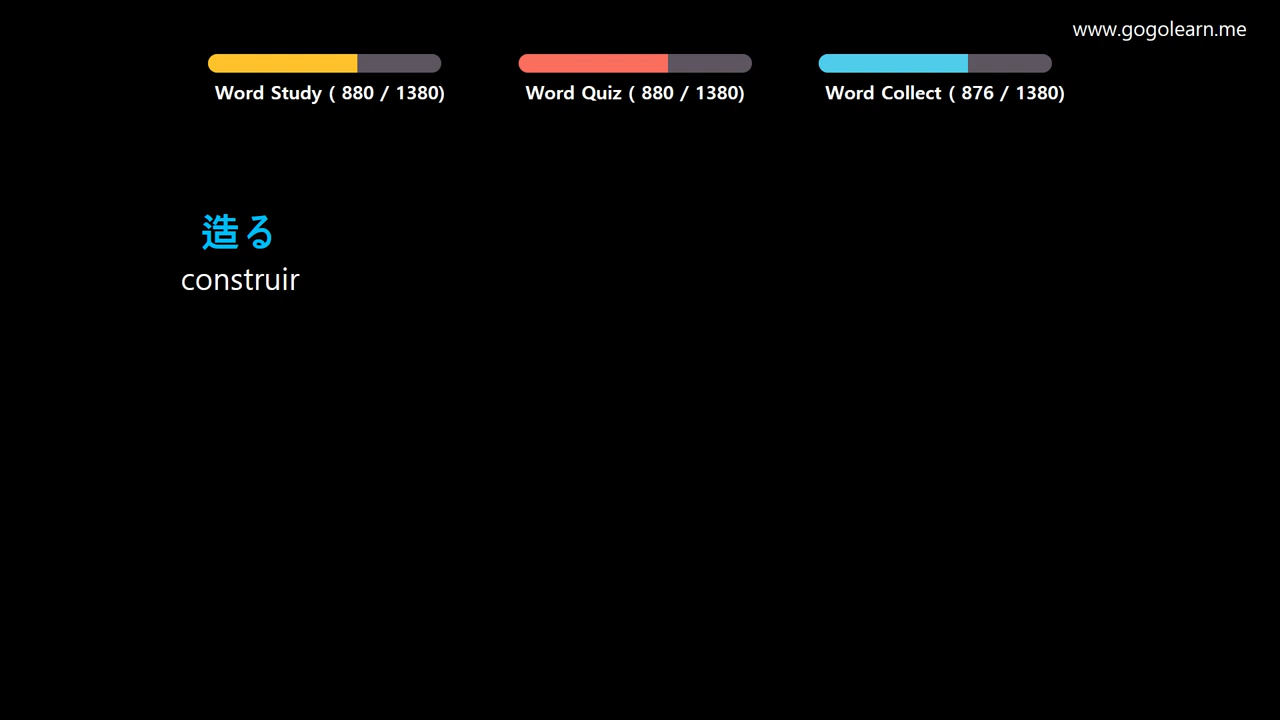 www.gogolearn.me
Word Study ( 880 / 1380)
Word Quiz ( 880 / 1380)
Word Collect ( 876 / 1380)
造る
construir